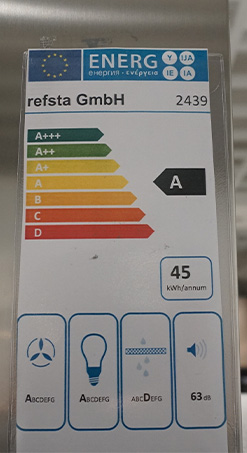 ENERG Y IJA
енергия · ενέργεια IE IA
refsta GmbH 2439
A+++
A++
A+
A
A
B
C
D
45
kWh/annum
ABCDEFG ABCDEFG ABCDEFG 63 dB